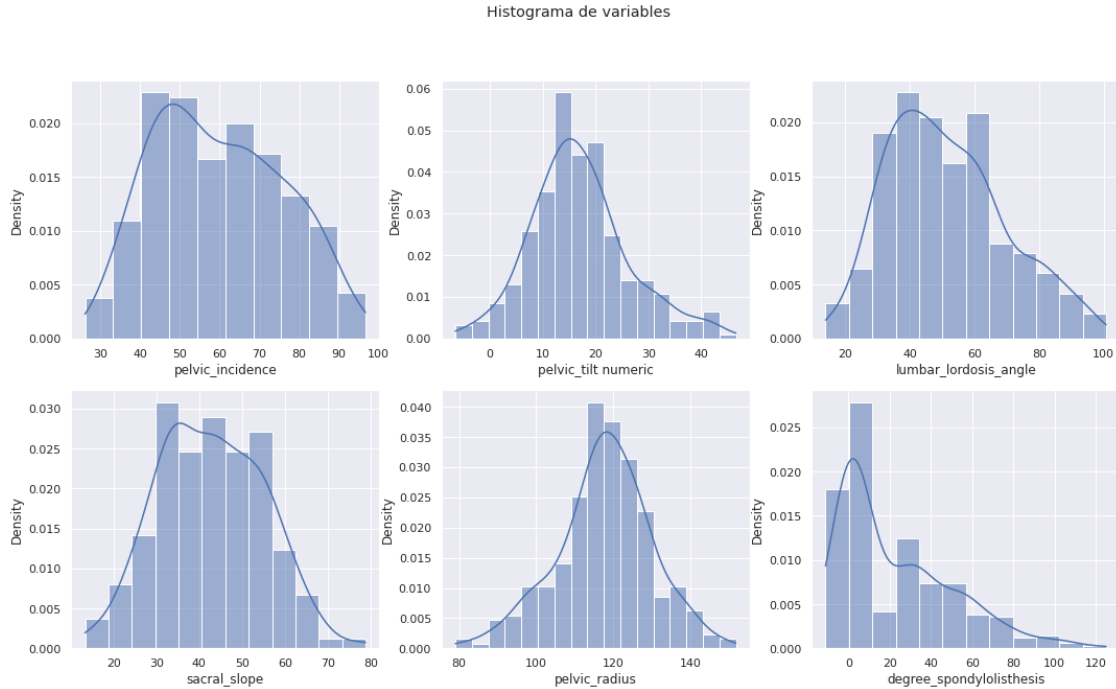 Histograma de variables
Density
0.020
0.015
0.010
0.005
0.000
30 40 50 60 70 80 90 100
pelvic_incidence
Density
0.06
0.05
0.04
0.03
0.02
0.01
0.00
0 10 20 30 40
pelvic_tilt numeric
Density
0.020
0.015
0.010
0.005
0.000
20 40 60 80 100
lumbar_lordosis_angle
Density
0.030
0.025
0.020
0.015
0.010
0.005
0.000
20 30 40 50 60 70 80
sacral_slope
Density
0.040
0.035
0.030
0.025
0.020
0.015
0.010
0.005
0.000
80 100 120 140
pelvic_radius
Density
0.025
0.020
0.015
0.010
0.005
0.000
0 20 40 60 80 100 120
degree_spondylolisthesis